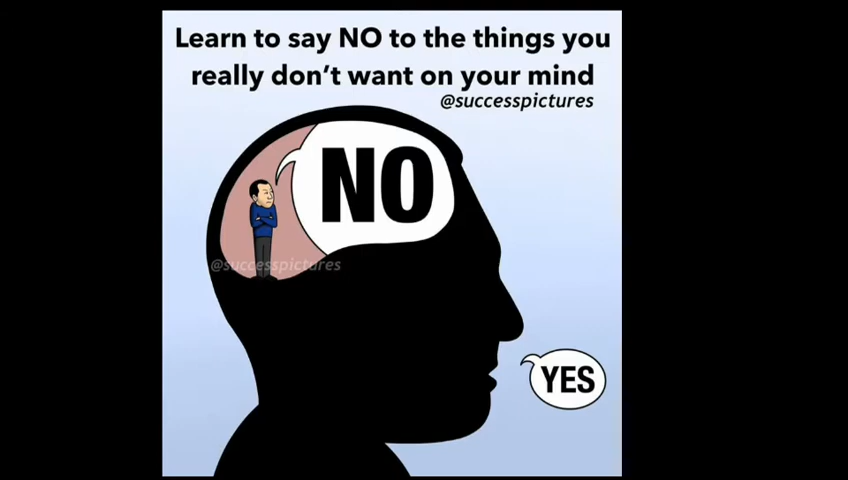 Learn to say NO to the things you
really don't want on your mind
@successpictures
NO
@successpictures
YES